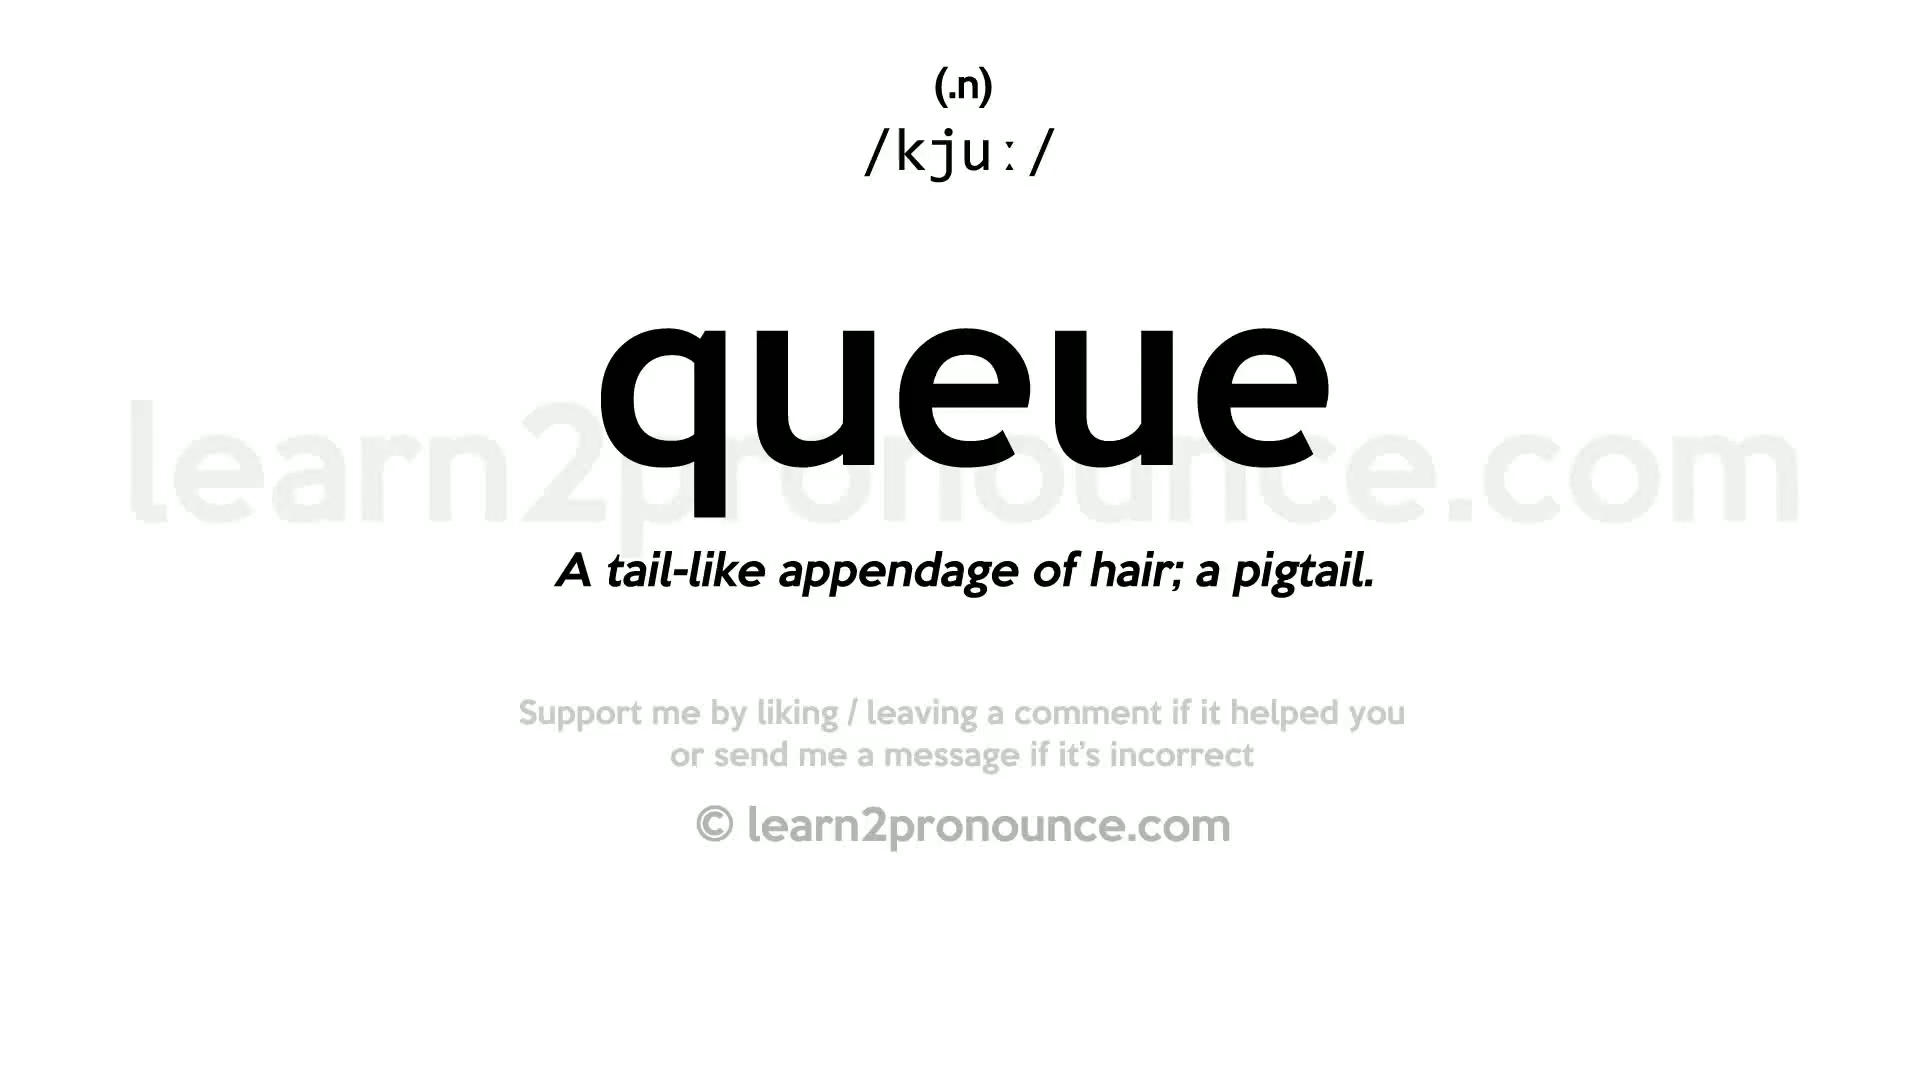 (.n)
/kjuː/
queue
learn2pronounce.com
A tail-like appendage of hair; a pigtail.
Support me by liking / leaving a comment if it helped you
or send me a message if it's incorrect
© learn2pronounce.com